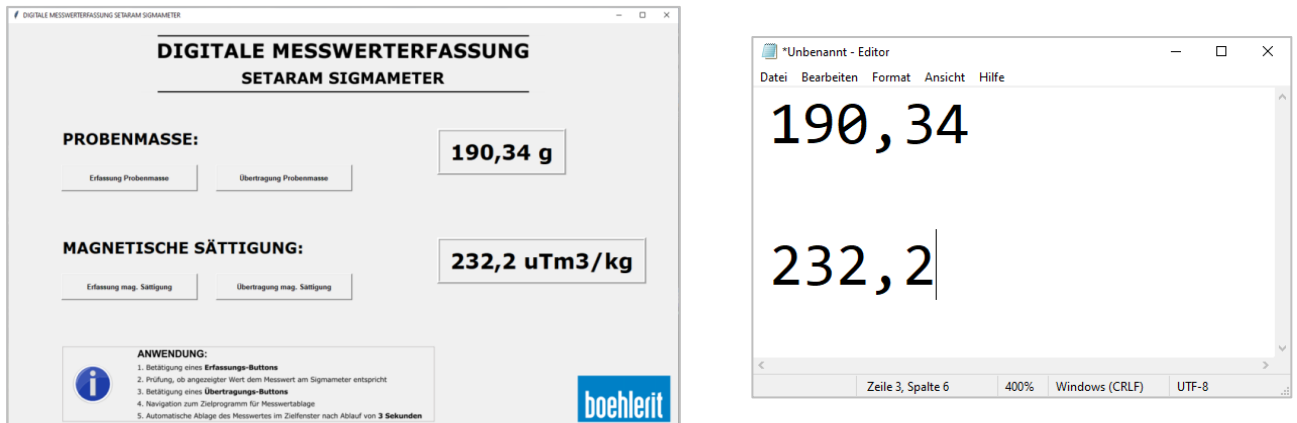 DIGITALE MESSWERTERFASSUNG SETARAM SIGMAMETER
DIGITALE MESSWERTERFASSUNG
SETARAM SIGMAMETER
PROBENMASSE:
190,34 g
Erfassung Probenmasse
Übertragung Probenmasse
MAGNETISCHE SÄTTIGUNG:
232,2 uTm3/kg
Erfassung mag. Sättigung
Übertragung mag. Sättigung
ANWENDUNG:
1. Betätigung eines Erfassungs-Buttons
2. Prüfung, ob angezeigter Wert dem Messwert am Sigmameter entspricht
3. Betätigung eines Übertragungs-Buttons
4. Navigation zum Zielprogramm für Messwertablage
5. Automatische Ablage des Messwertes im Zielfenster nach Ablauf von 3 Sekunden
boehlerit
*Unbenannt - Editor
Datei Bearbeiten Format Ansicht Hilfe
190,34
232,2
Zeile 3, Spalte 6 400% Windows (CRLF) UTF-8